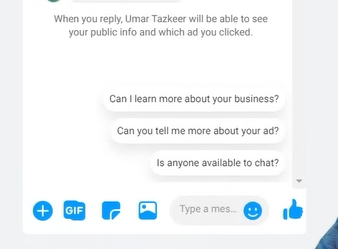 When you reply, Umar Tazkeer will be able to see
your public info and which ad you clicked.
Can I learn more about your business?
Can you tell me more about your ad?
Is anyone available to chat?
GIF
Type a mes...